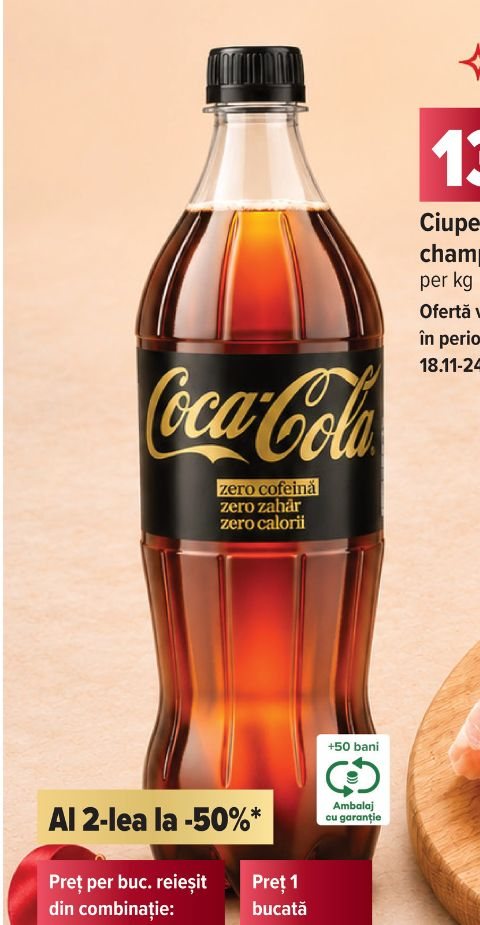 13
Ciupe
champ
per kg
Ofertă v
în perio
18.11-24
Coca-Cola
zero cofeină
zero zahăr
zero calorii
+50 bani
Ambalaj
cu garanție
Al 2-lea la -50%*
Preț per buc. reieșit
din combinație:
Preț 1
bucată